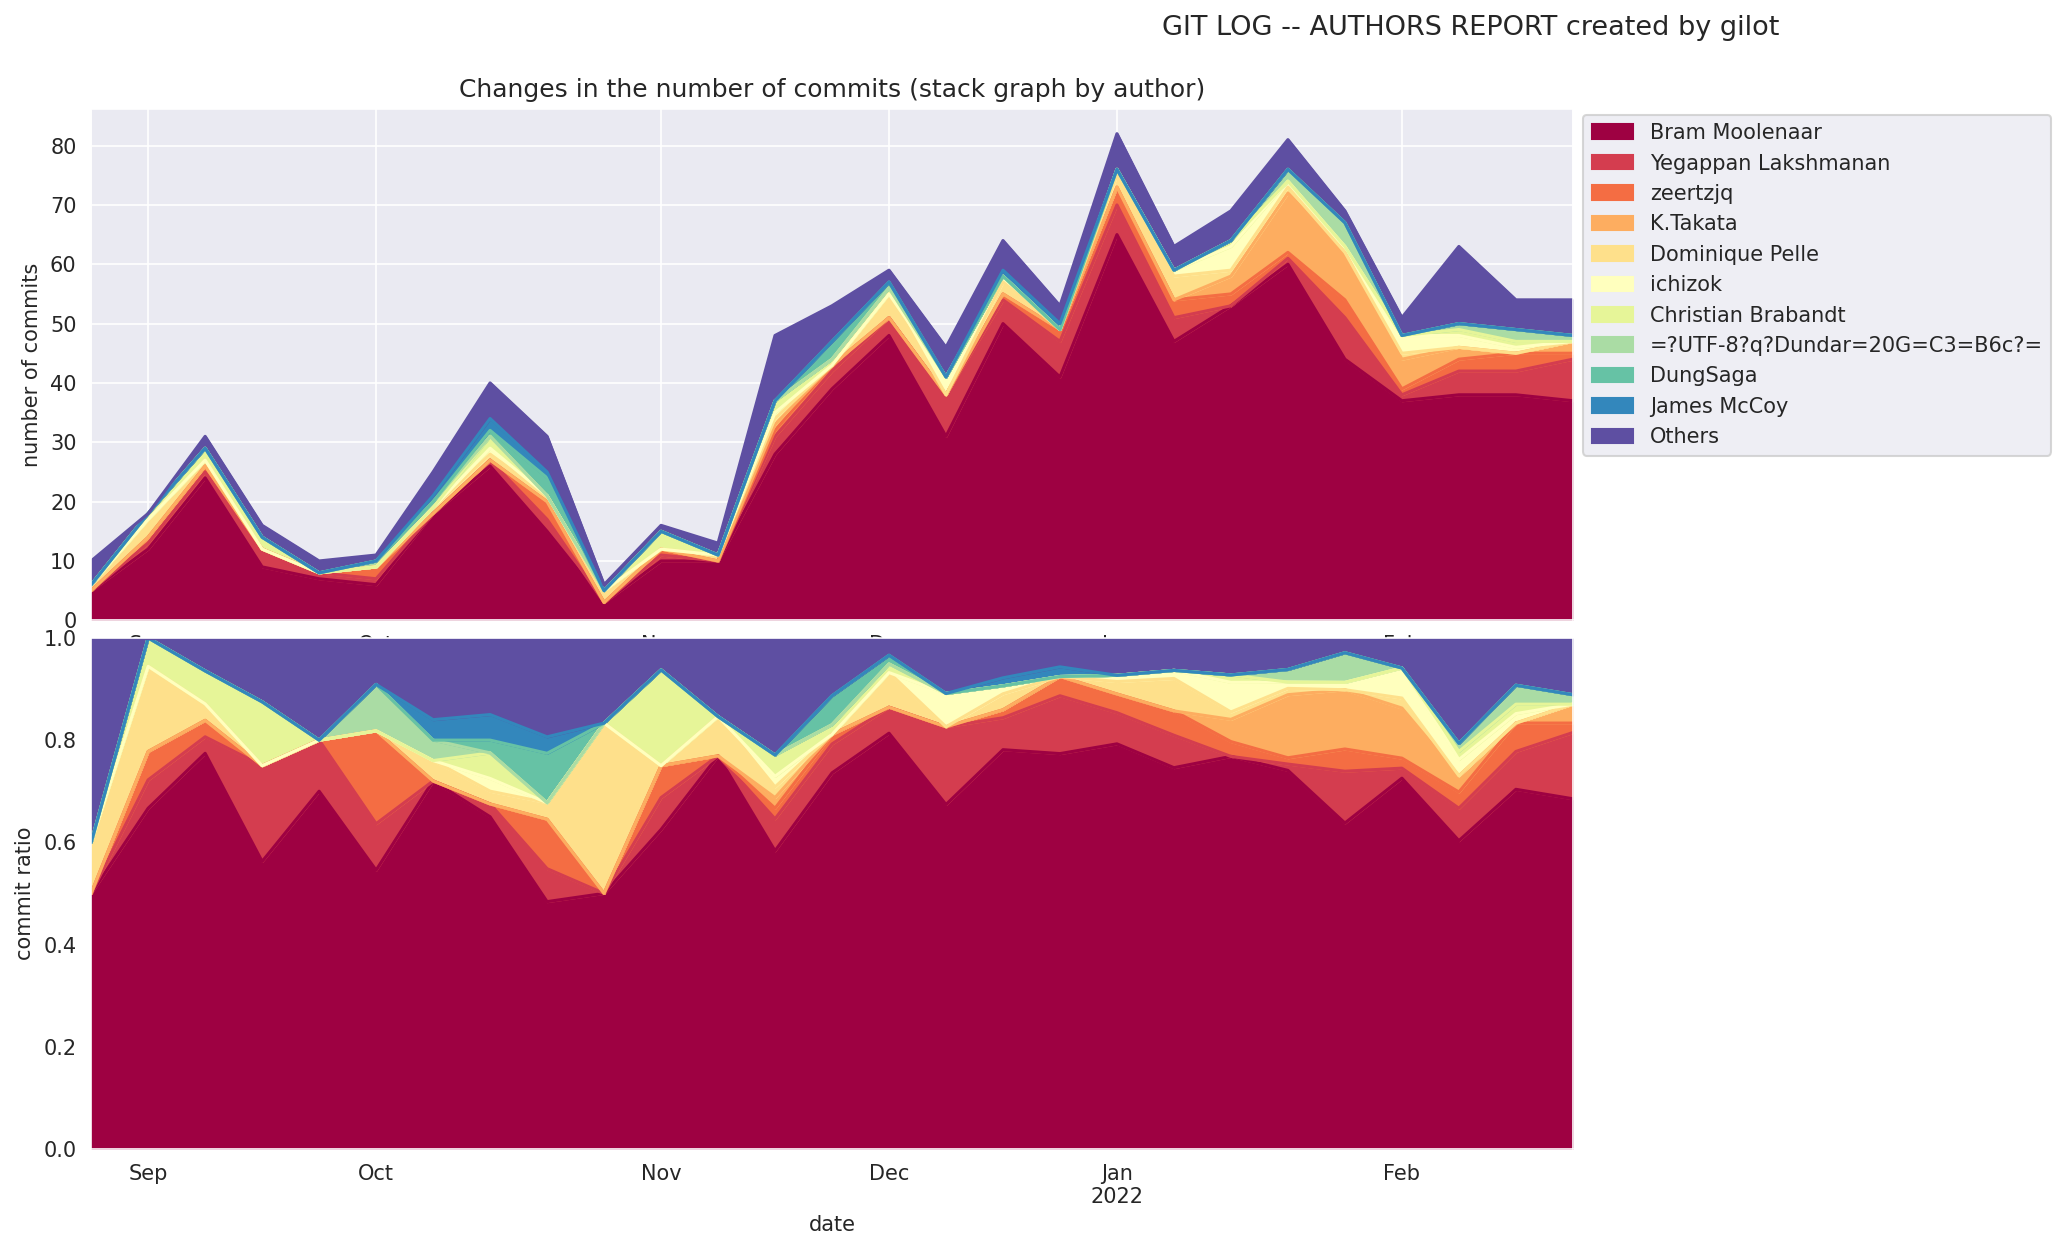 GIT LOG -- AUTHORS REPORT created by gilot
Changes in the number of commits (stack graph by author)
number of commits
80
70
60
50
40
30
20
10
0
Bram Moolenaar
Yegappan Lakshmanan
zeertzjq
K.Takata
Dominique Pelle
ichizok
Christian Brabandt
=?UTF-8?q?Dundar=20G=C3=B6c?=
DungSaga
James McCoy
Others
commit ratio
1.0
0.8
0.6
0.4
0.2
0.0
Sep Oct Nov Dec Jan Feb
2022
date